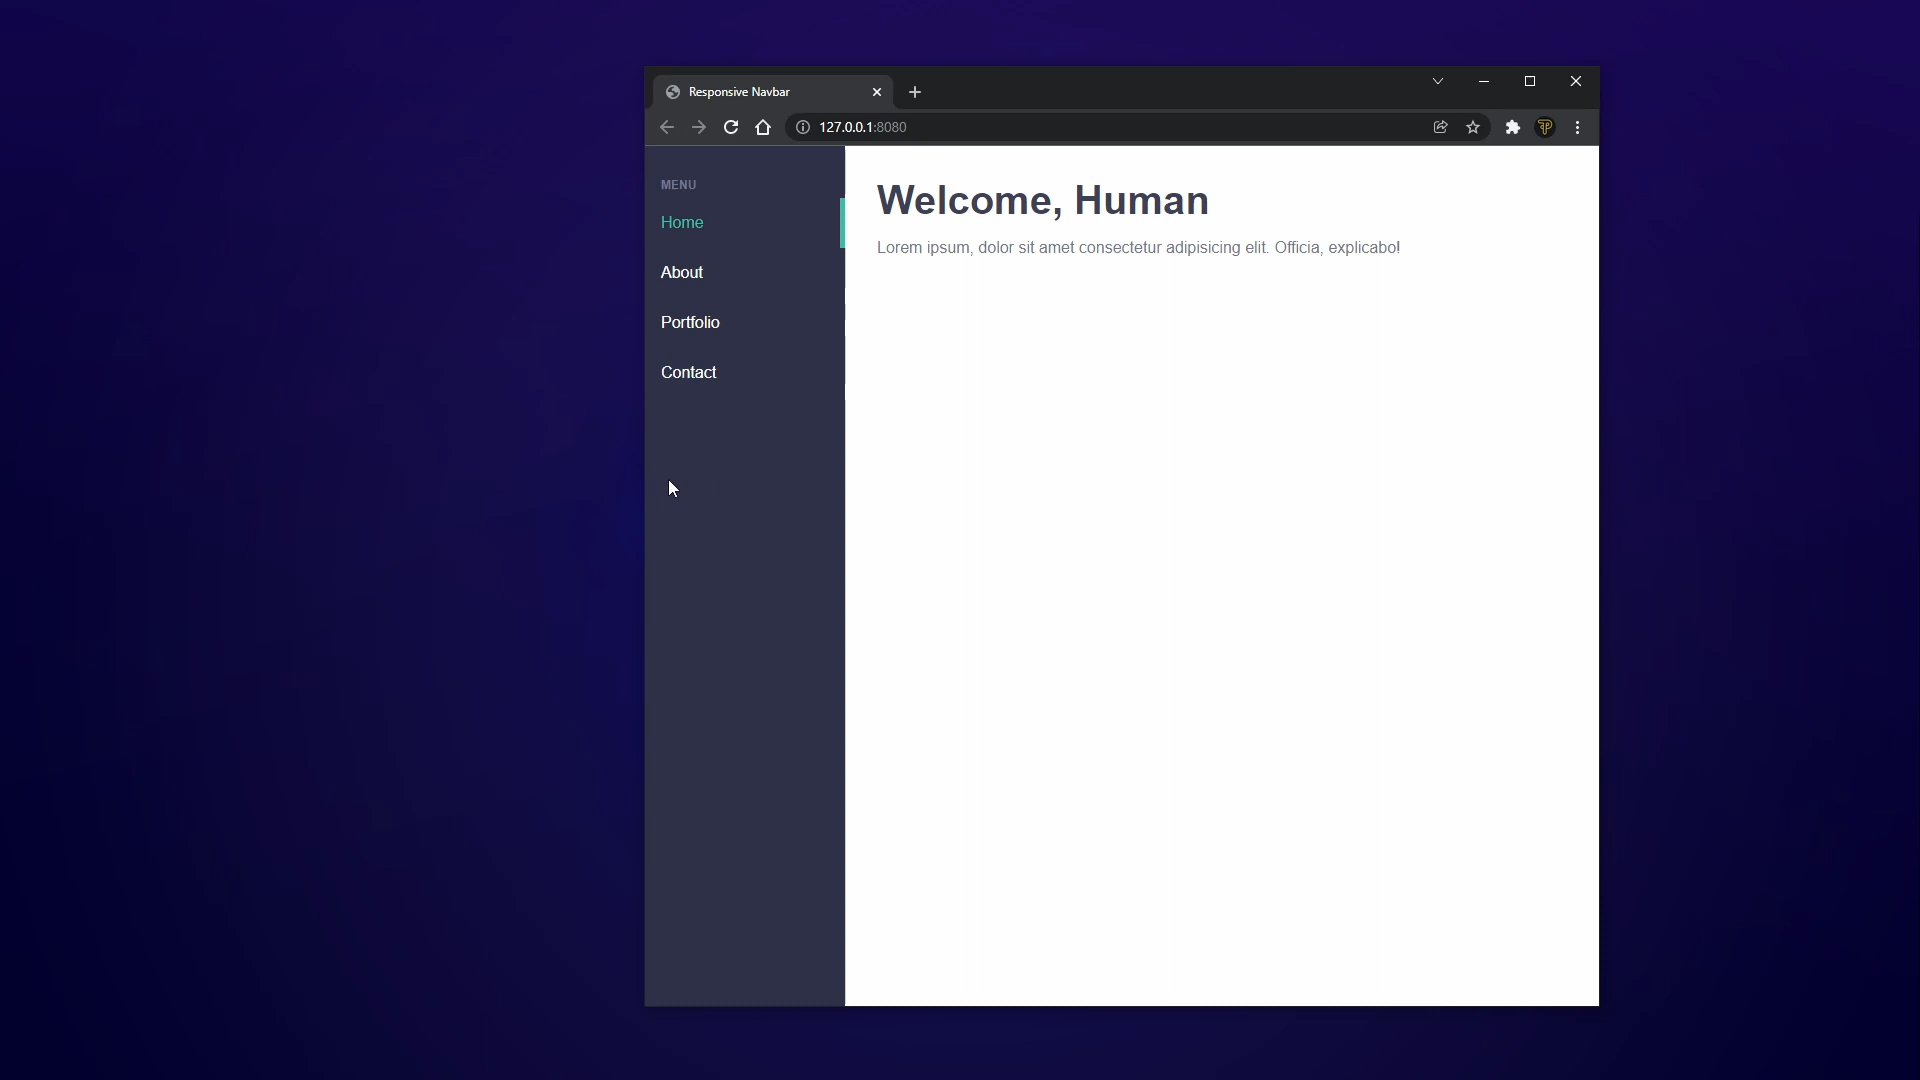 Responsive Navbar
127.0.0.1:8080
MENU
Home
About
Portfolio
Contact
Welcome, Human
Lorem ipsum, dolor sit amet consectetur adipisicing elit. Officia, explicabo!